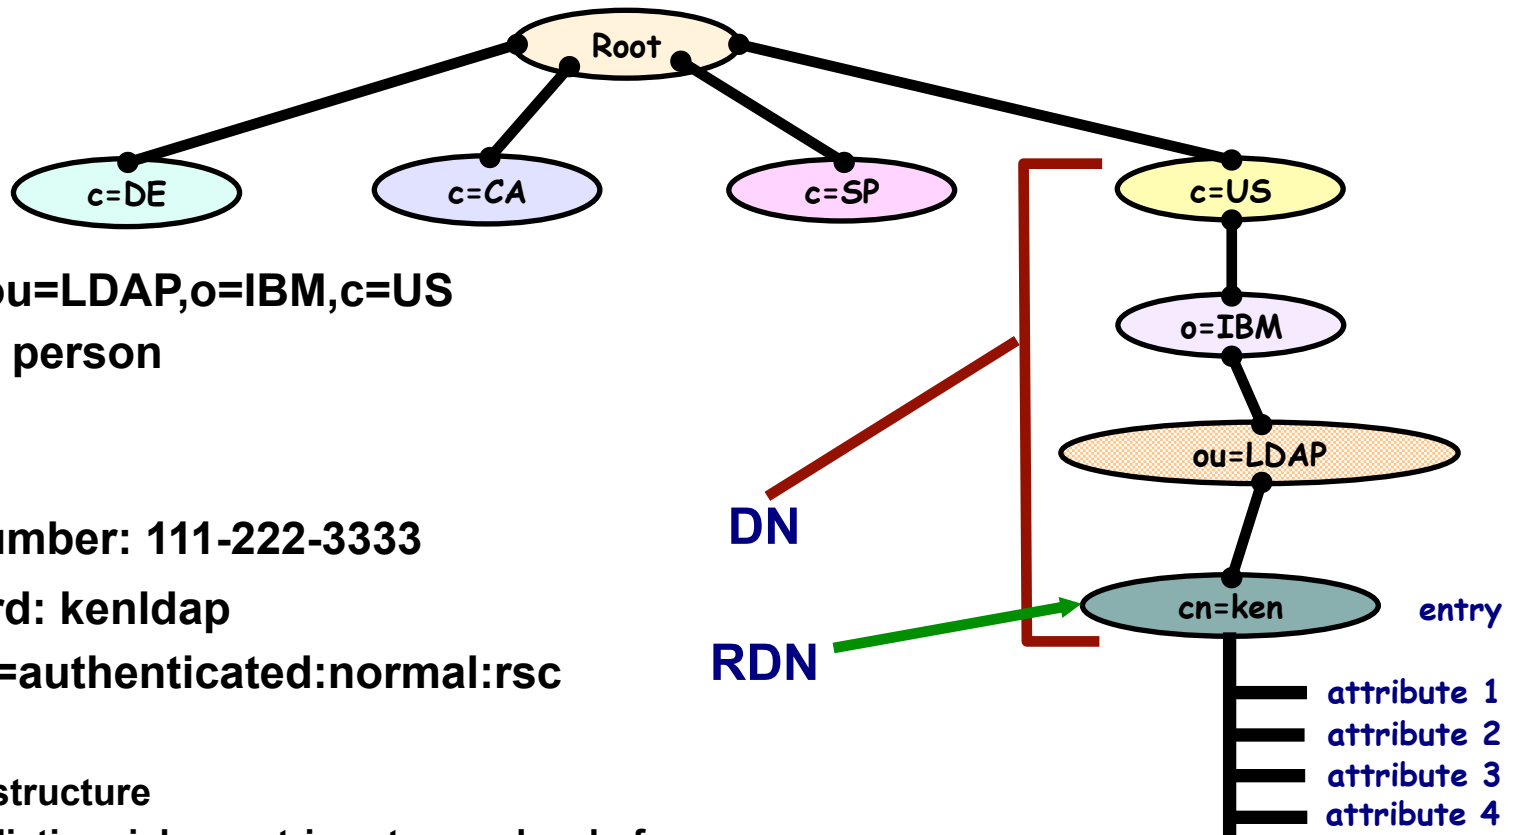 Root
c=DE
c=CA
c=SP
c=US
ou=LDAP,o=IBM,c=US
person
o=IBM
ou=LDAP
umber: 111-222-3333
DN
rd: kenldap
cn=ken
entry
RDN
=authenticated:normal:rsc
attribute 1
attribute 2
attribute 3
attribute 4
structure